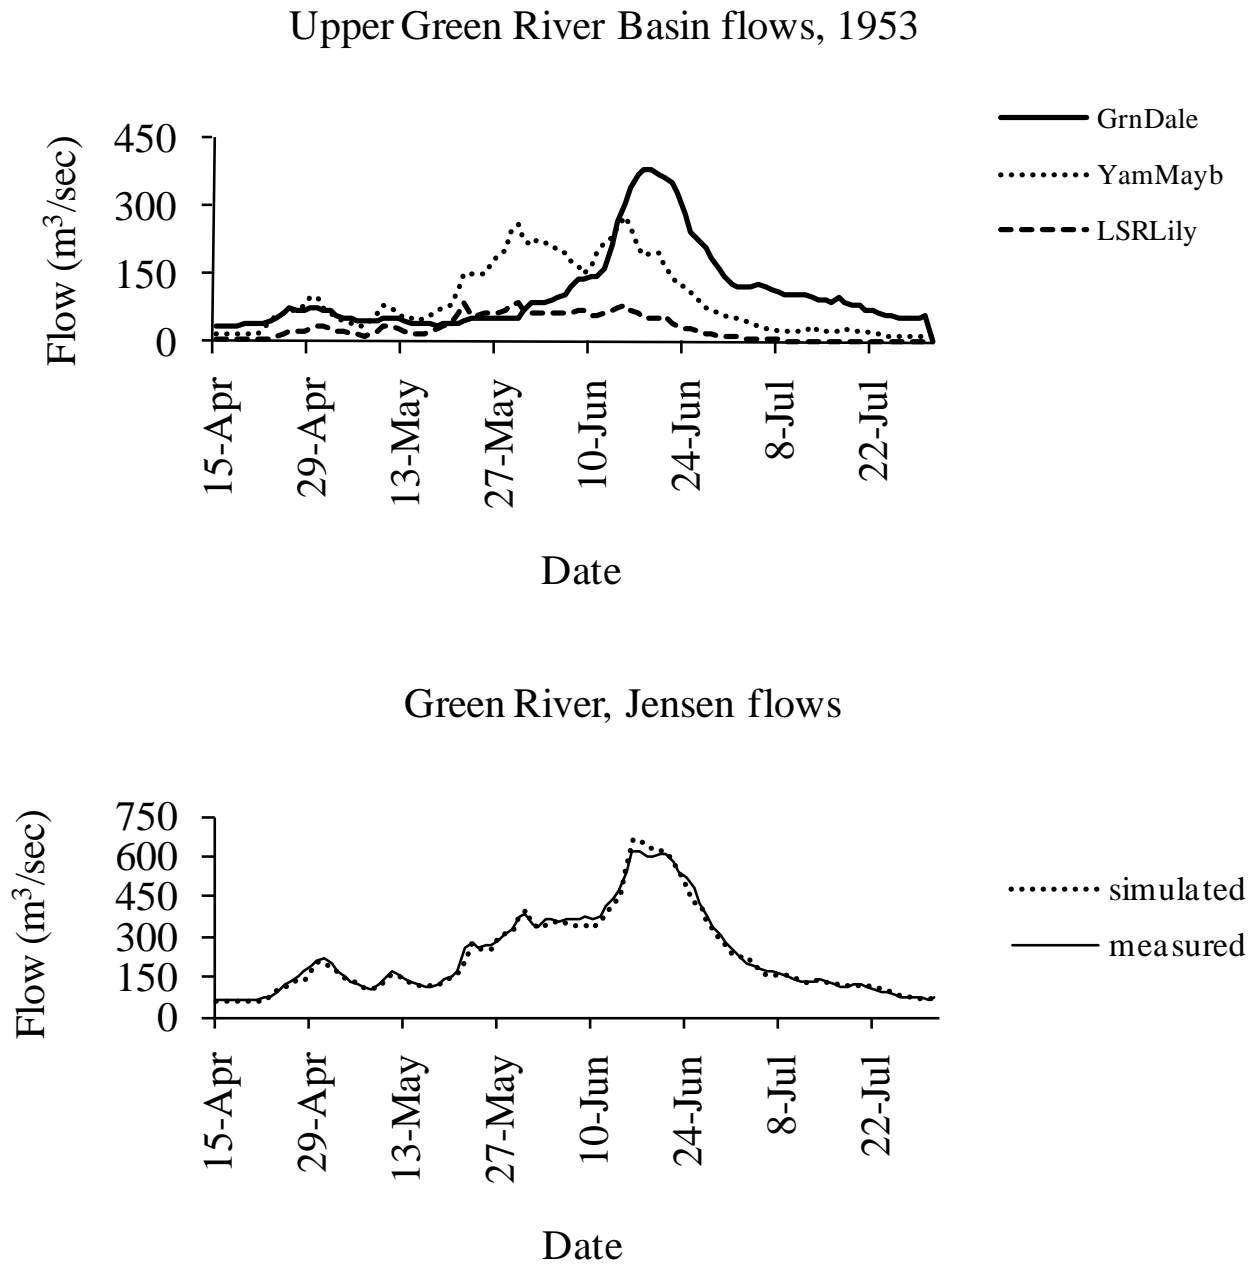 Upper Green River Basin flows, 1953
Flow (m³/sec)
450
300
150
0
15-Apr
29-Apr
13-May
27-May
10-Jun
24-Jun
8-Jul
22-Jul
Date
GrnDale
YamMayb
LSRLily
Green River, Jensen flows
Flow (m³/sec)
750
600
450
300
150
0
15-Apr
29-Apr
13-May
27-May
10-Jun
24-Jun
8-Jul
22-Jul
Date
simulated
measured